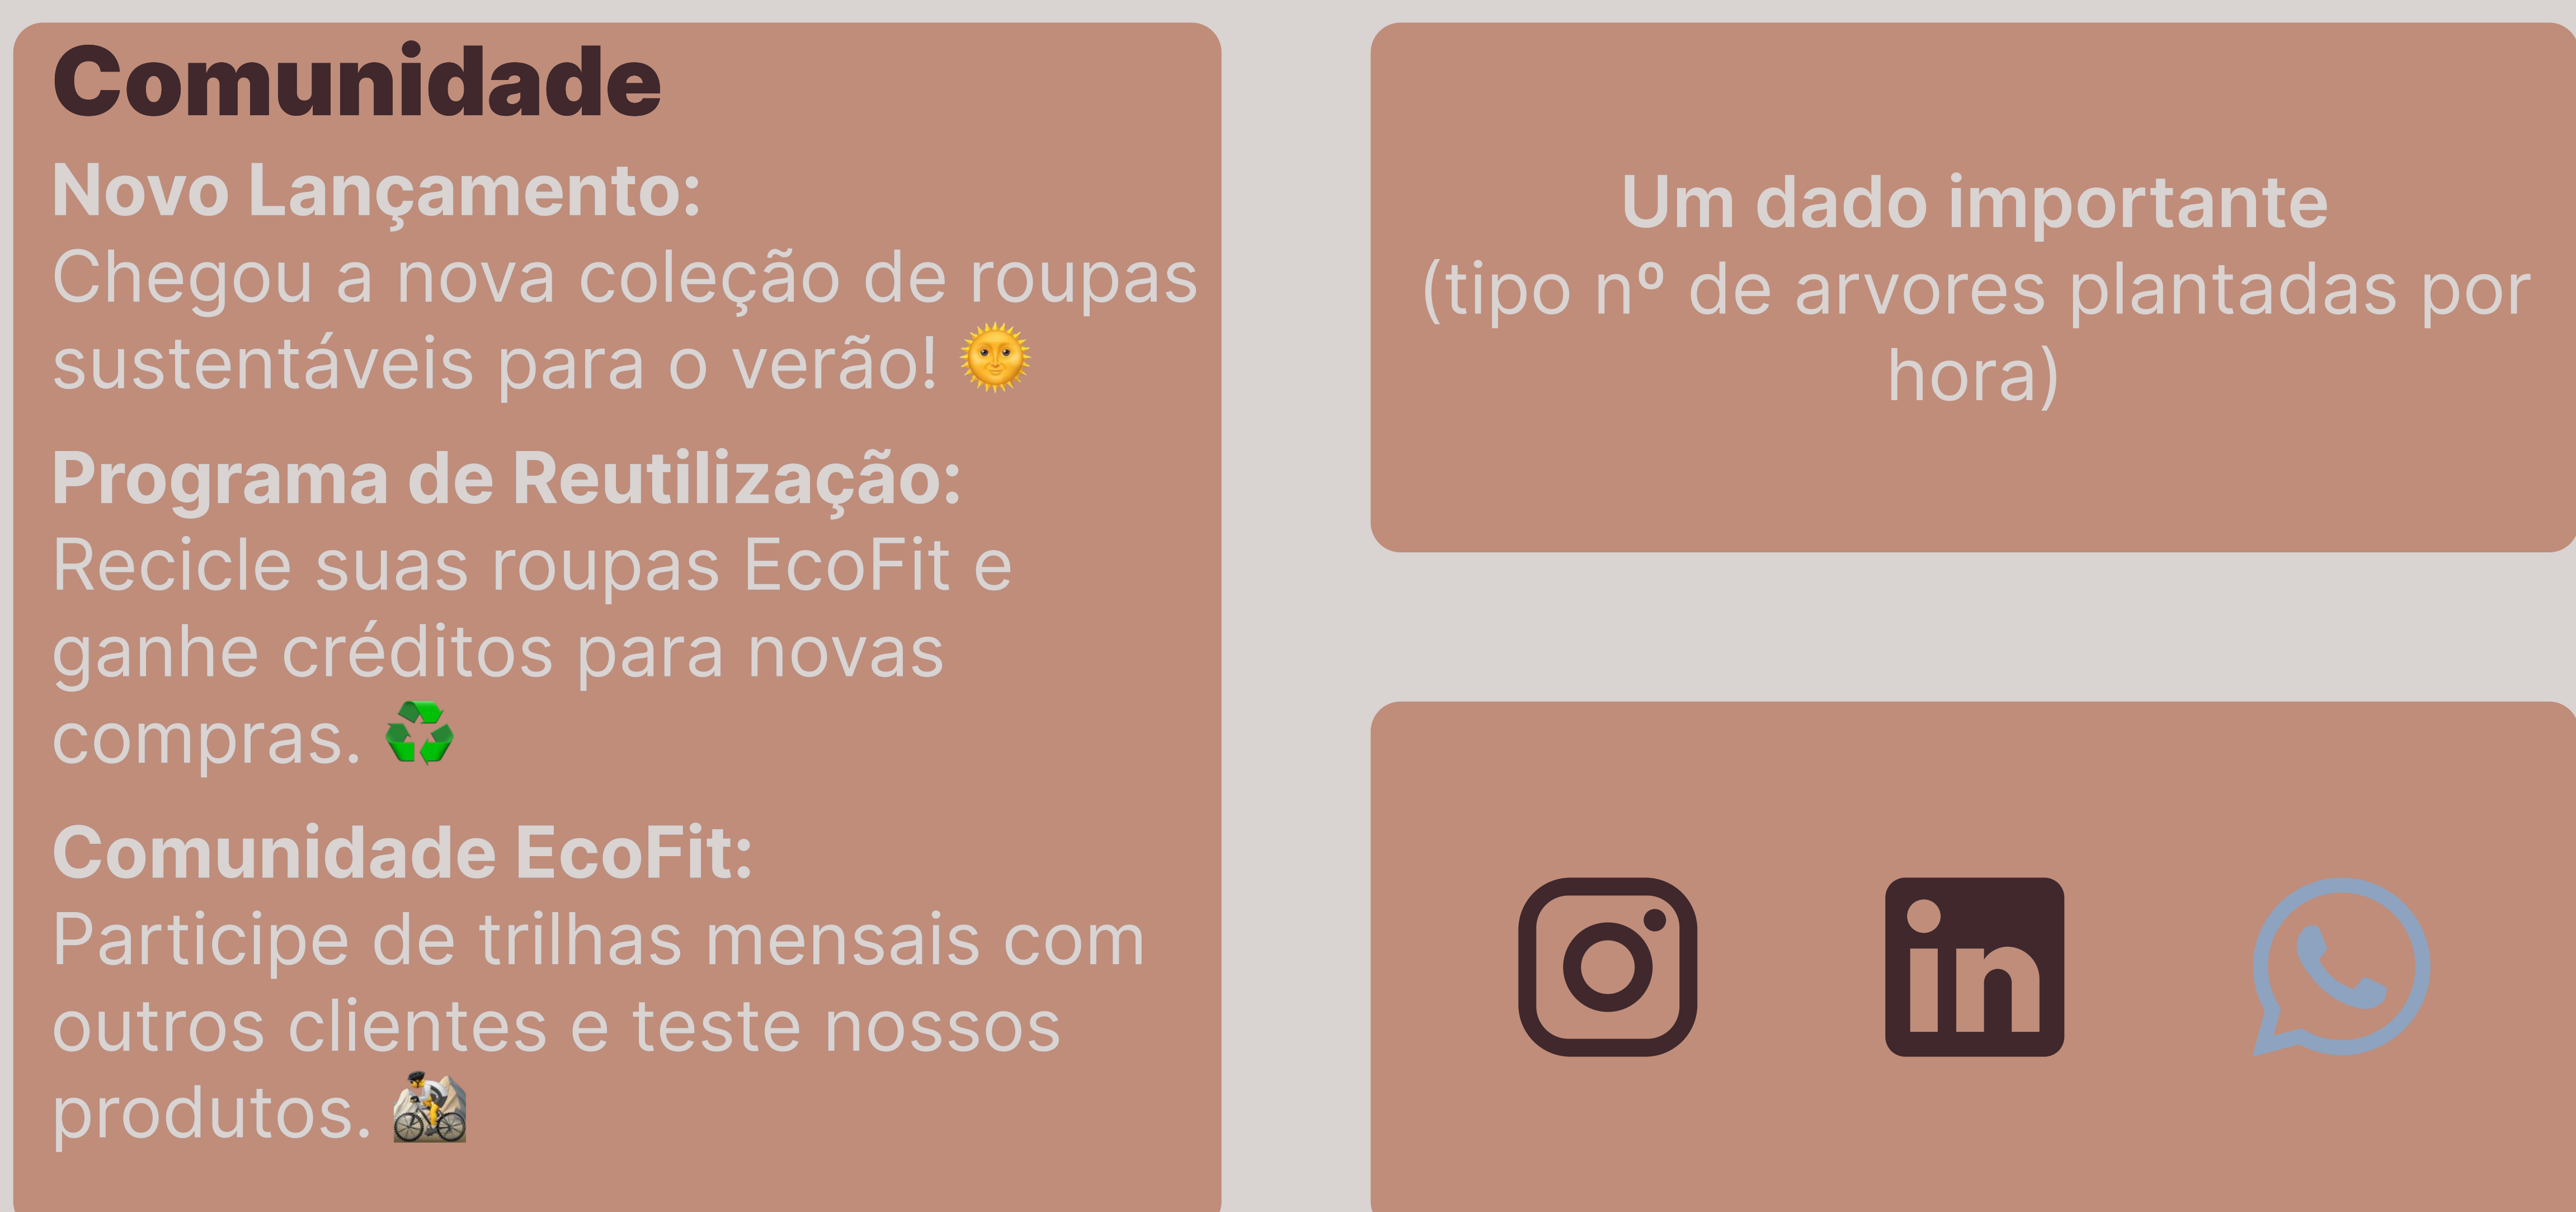 Comunidade
Novo Lançamento:
Chegou a nova coleção de roupas
sustentáveis para o verão! 🌞
Programa de Reutilização:
Recicle suas roupas EcoFit e
ganhe créditos para novas
compras. ♻️
Comunidade EcoFit:
Participe de trilhas mensais com
outros clientes e teste nossos
produtos. 🚵
Um dado importante
(tipo nº de arvores plantadas por
hora)
in